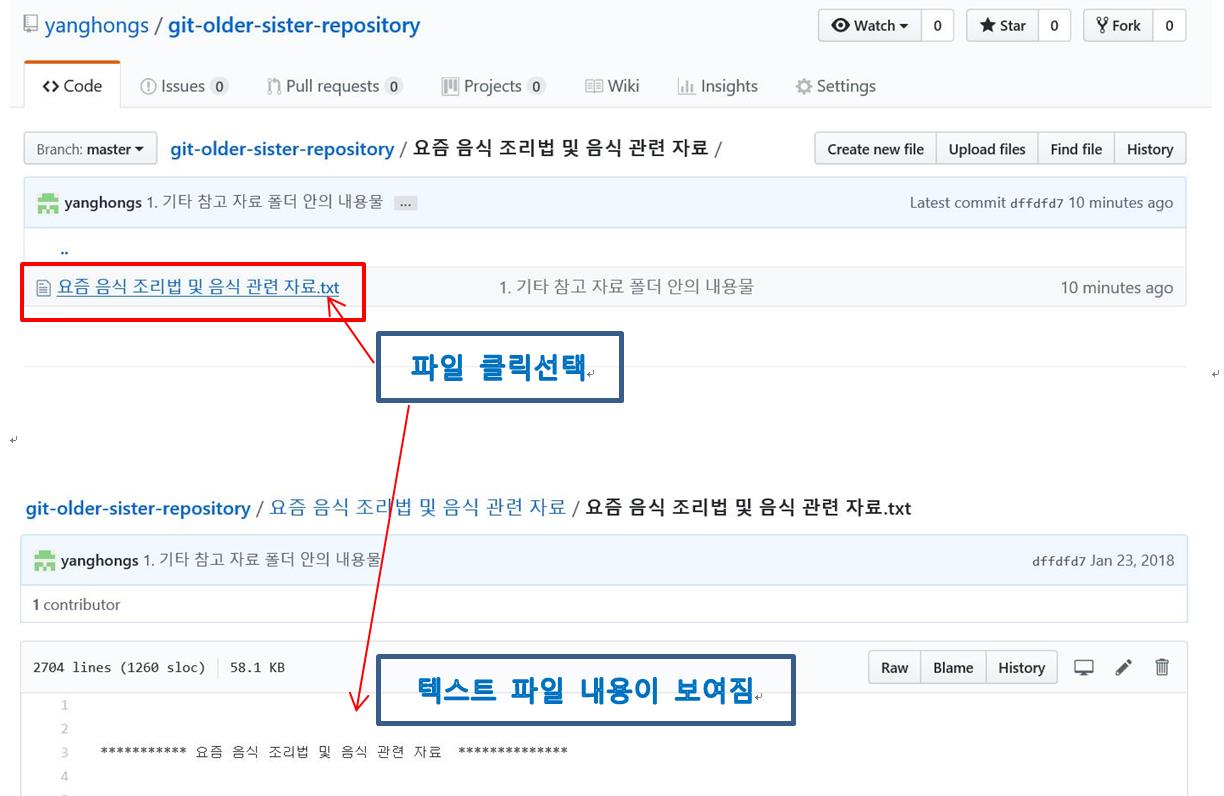 yanghongs / git-older-sister-repository
Watch 0 Star 0 Fork 0
Code Issues 0 Pull requests 0 Projects 0 Wiki Insights Settings
Branch: master git-older-sister-repository / 요즘 음식 조리법 및 음식 관련 자료 / Create new file Upload files Find file History
yanghongs 1. 기타 참고 자료 폴더 안의 내용물 ... Latest commit dffdfd7 10 minutes ago
..
요즘 음식 조리법 및 음식 관련 자료.txt 1. 기타 참고 자료 폴더 안의 내용물 10 minutes ago
파일 클릭선택
git-older-sister-repository / 요즘 음식 조리법 및 음식 관련 자료 / 요즘 음식 조리법 및 음식 관련 자료.txt
yanghongs 1. 기타 참고 자료 폴더 안의 내용물 dffdfd7 Jan 23, 2018
1 contributor
2704 lines (1260 sloc) 58.1 KB Raw Blame History
텍스트 파일 내용이 보여짐
1
2
3 *********** 요즘 음식 조리법 및 음식 관련 자료 **************
4